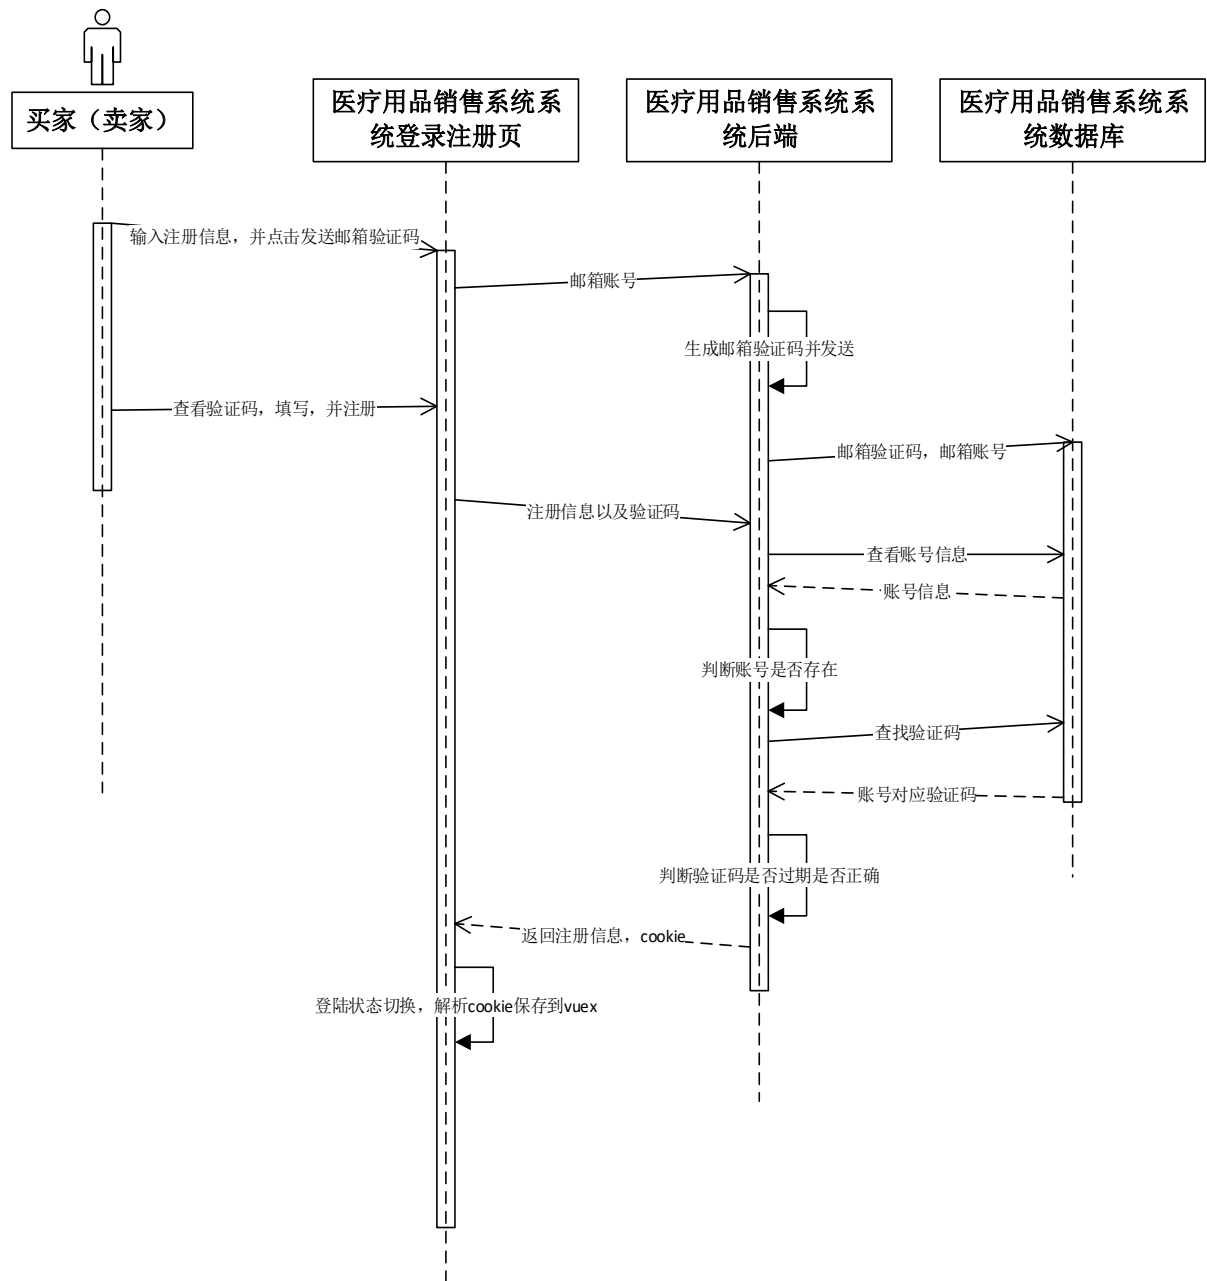 买家（卖家）
医疗用品销售系统系
统登录注册页
医疗用品销售系统系
统后端
医疗用品销售系统系
统数据库
输入注册信息，并点击发送邮箱验证码
邮箱账号
生成邮箱验证码并发送
查看验证码，填写，并注册
邮箱验证码，邮箱账号
注册信息以及验证码
查看账号信息
账号信息
判断账号是否存在
查找验证码
账号对应验证码
判断验证码是否过期是否正确
返回注册信息，cookie
登陆状态切换，解析cookie保存到vuex